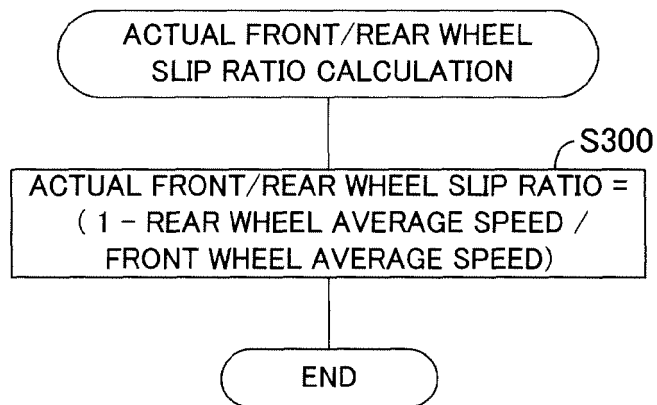 ACTUAL FRONT/REAR WHEEL
SLIP RATIO CALCULATION
S300
ACTUAL FRONT/REAR WHEEL SLIP RATIO =
( 1 − REAR WHEEL AVERAGE SPEED /
FRONT WHEEL AVERAGE SPEED)
END